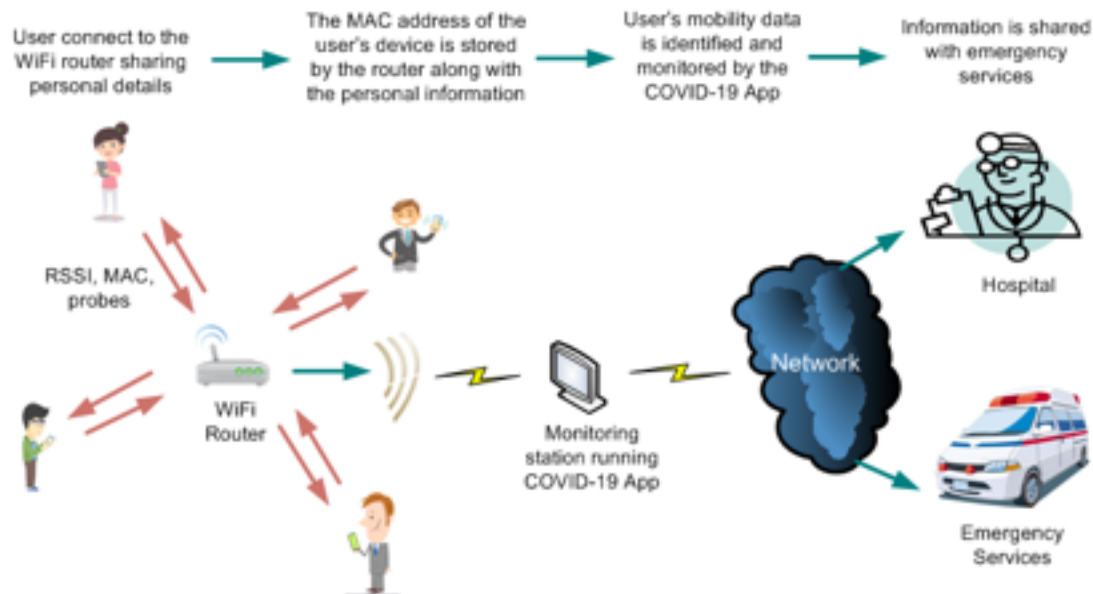 User connect to the
WiFi router sharing
personal details
The MAC address of the
user's device is stored
by the router along with
the personal information
User's mobility data
is identified and
monitored by the
COVID-19 App
Information is shared
with emergency
services
RSSI, MAC,
probes
WiFi
Router
Monitoring
station running
COVID-19 App
Network
Hospital
Emergency
Services